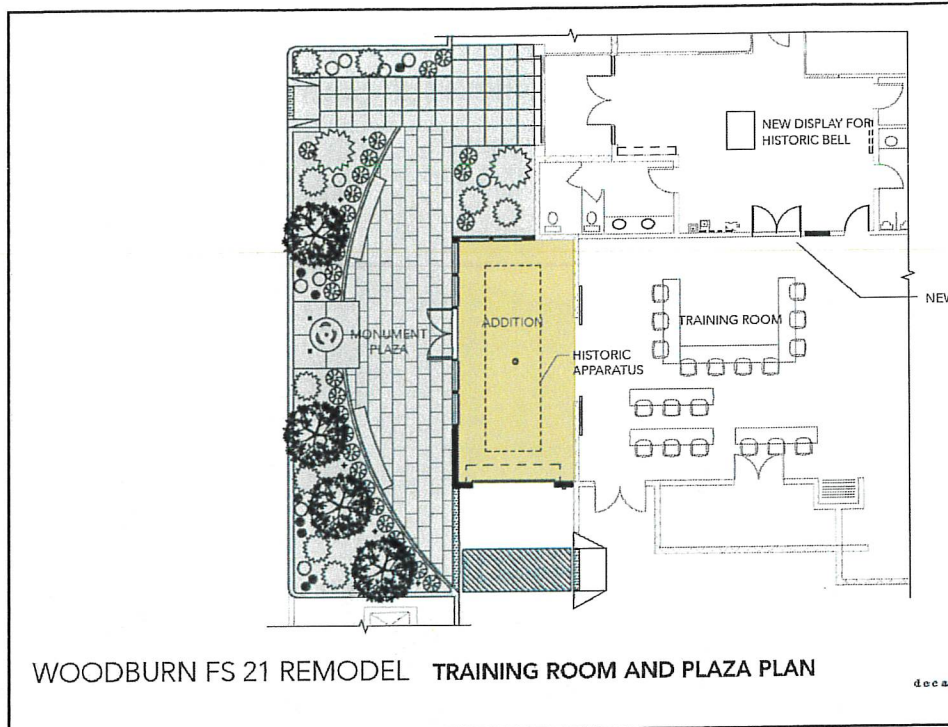 NEW DISPLAY FOR
HISTORIC BELL
NEW
ADDITION
TRAINING ROOM
MONUMENT
PLAZA
HISTORIC
APPARATUS
WOODBURN FS 21 REMODEL TRAINING ROOM AND PLAZA PLAN
deca